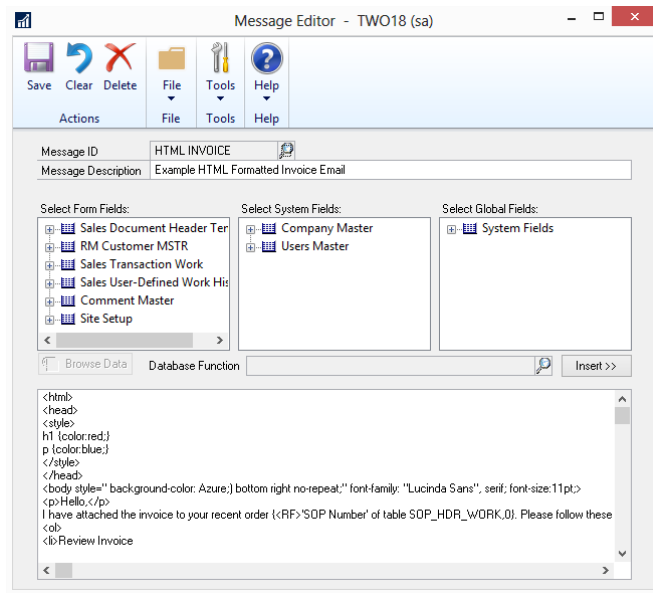 Message Editor - TWO18 (sa)
Save Clear Delete File Tools Help
Actions File Tools Help
Message ID HTML INVOICE
Message Description Example HTML Formatted Invoice Email
Select Form Fields: Select System Fields: Select Global Fields:
Sales Document Header Ter Company Master System Fields
RM Customer MSTR Users Master
Sales Transaction Work
Sales User-Defined Work His
Comment Master
Site Setup
Browse Data Database Function Insert >>
<html>
<head>
<style>
h1 {color:red;}
p {color:blue;}
</style>
</head>
<body style=" background-color: Azure;} bottom right no-repeat;" font-family: "Lucinda Sans", serif; font-size:11pt;>
<p>Hello,</p>
I have attached the invoice to your recent order {<RF>'SOP Number' of table SOP_HDR_WORK,0}. Please follow these
<ol>
<li>Review Invoice